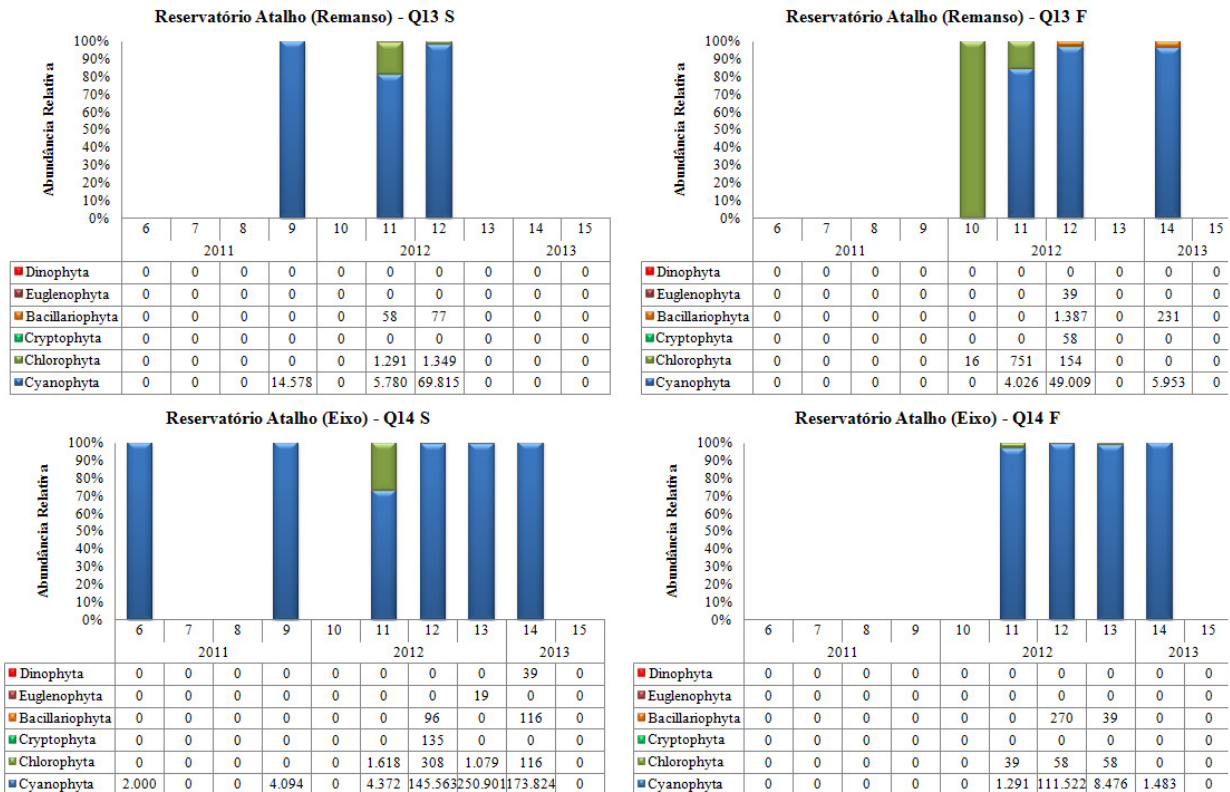 Reservatório Atalho (Remanso) - Q13 S
Abundância Relativa
100%
90%
80%
70%
60%
50%
40%
30%
20%
10%
0%
6 7 8 9 10 11 12 13 14 15
2011 2012 2013
Dinophyta 0 0 0 0 0 0 0 0 0 0
Euglenophyta 0 0 0 0 0 0 0 0 0 0
Bacillariophyta 0 0 0 0 0 58 77 0 0 0
Cryptophyta 0 0 0 0 0 0 0 0 0 0
Chlorophyta 0 0 0 0 0 1.291 1.349 0 0 0
Cyanophyta 0 0 0 14.578 0 5.780 69.815 0 0 0
Reservatório Atalho (Remanso) - Q13 F
Abundância Relativa
100%
90%
80%
70%
60%
50%
40%
30%
20%
10%
0%
6 7 8 9 10 11 12 13 14 15
2011 2012 2013
Dinophyta 0 0 0 0 0 0 0 0 0 0
Euglenophyta 0 0 0 0 0 0 39 0 0 0
Bacillariophyta 0 0 0 0 0 0 1.387 0 231 0
Cryptophyta 0 0 0 0 0 0 58 0 0 0
Chlorophyta 0 0 0 0 16 751 154 0 0 0
Cyanophyta 0 0 0 0 0 4.026 49.009 0 5.953 0
Reservatório Atalho (Eixo) - Q14 S
Abundância Relativa
100%
90%
80%
70%
60%
50%
40%
30%
20%
10%
0%
6 7 8 9 10 11 12 13 14 15
2011 2012 2013
Dinophyta 0 0 0 0 0 0 0 0 39 0
Euglenophyta 0 0 0 0 0 0 0 19 0 0
Bacillariophyta 0 0 0 0 0 0 96 0 116 0
Cryptophyta 0 0 0 0 0 0 135 0 0 0
Chlorophyta 0 0 0 0 0 1.618 308 1.079 116 0
Cyanophyta 2.000 0 0 4.094 0 4.372 145.563 250.901 173.824 0
Reservatório Atalho (Eixo) - Q14 F
Abundância Relativa
100%
90%
80%
70%
60%
50%
40%
30%
20%
10%
0%
6 7 8 9 10 11 12 13 14 15
2011 2012 2013
Dinophyta 0 0 0 0 0 0 0 0 0 0
Euglenophyta 0 0 0 0 0 0 0 0 0 0
Bacillariophyta 0 0 0 0 0 0 270 39 0 0
Cryptophyta 0 0 0 0 0 0 0 0 0 0
Chlorophyta 0 0 0 0 0 39 58 58 0 0
Cyanophyta 0 0 0 0 0 1.291 111.522 8.476 1.483 0